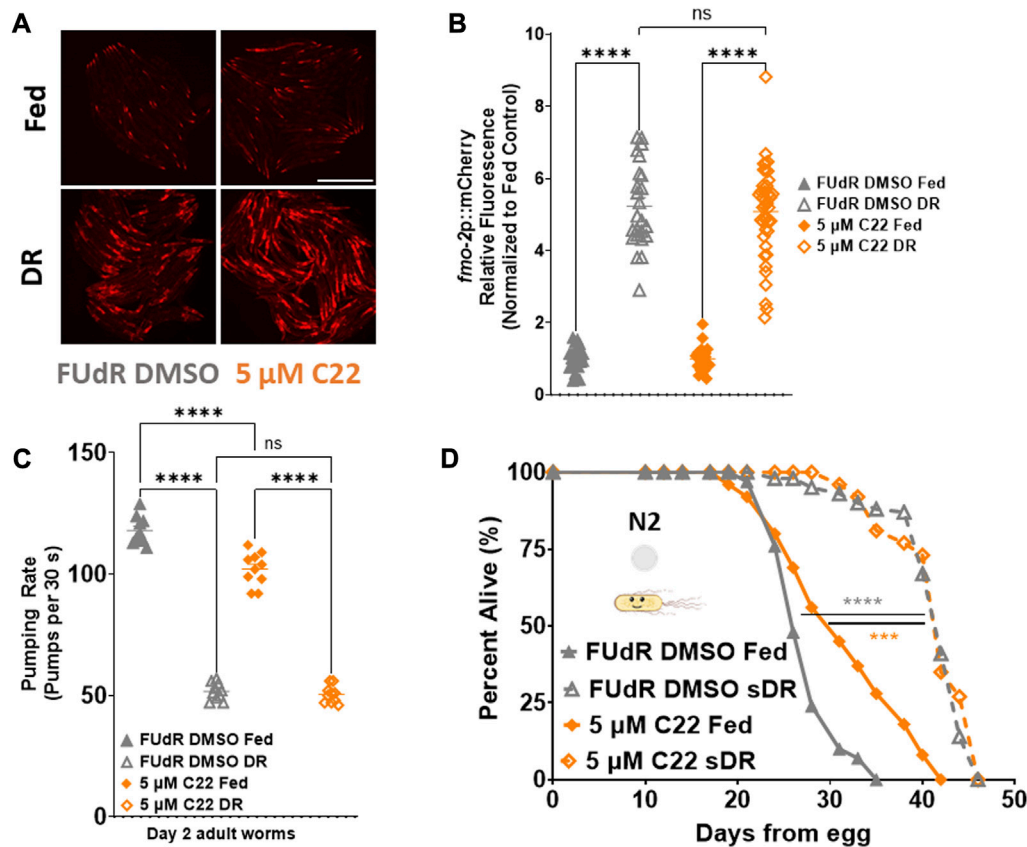 A
Fed
DR
FUdR DMSO 5 µM C22
B
ns
****
****
10
8
6
4
2
0
fmo-2p::mCherry
Relative Fluorescence
(Normalized to Fed Control)
FUdR DMSO Fed
FUdR DMSO DR
5 µM C22 Fed
5 µM C22 DR
C
****
ns
****
****
150
100
50
0
Pumping Rate
(Pumps per 30 s)
FUdR DMSO Fed
FUdR DMSO DR
5 µM C22 Fed
5 µM C22 DR
Day 2 adult worms
D
100
75
50
25
0
Percent Alive (%)
N2
****
***
FUdR DMSO Fed
FUdR DMSO sDR
5 µM C22 Fed
5 µM C22 sDR
0 10 20 30 40 50
Days from egg